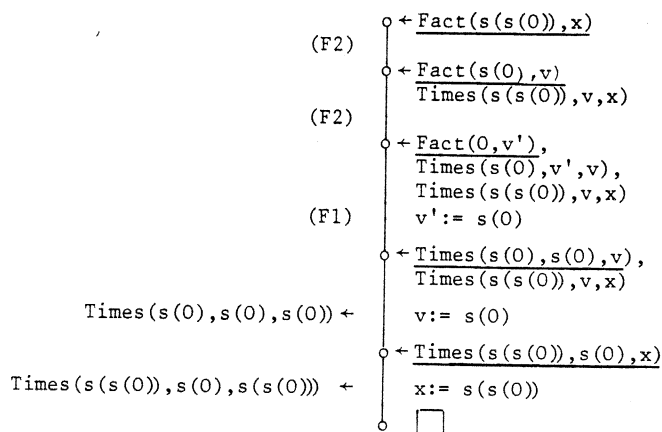 ← Fact(s(s(0)),x)
(F2)
← Fact(s(0),v)
Times(s(s(0)),v,x)
(F2)
← Fact(0,v'),
Times(s(0),v',v),
Times(s(s(0)),v,x)
(F1) v':= s(0)
← Times(s(0),s(0),v),
Times(s(s(0)),v,x)
Times(s(0),s(0),s(0)) ← v:= s(0)
← Times(s(s(0)),s(0),x)
Times(s(s(0)),s(0),s(s(0))) ← x:= s(s(0))